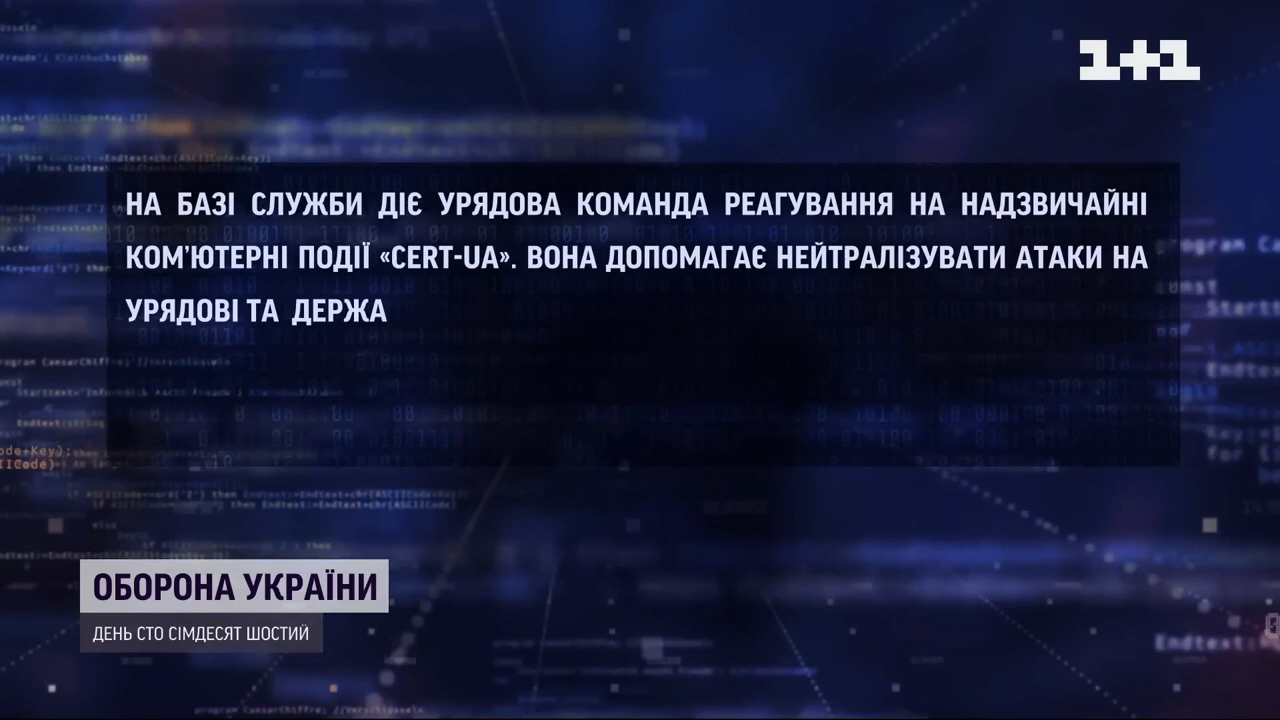 1+1
НА БАЗІ СЛУЖБИ ДІЄ УРЯДОВА КОМАНДА РЕАГУВАННЯ НА НАДЗВИЧАЙНІ
КОМ’ЮТЕРНІ ПОДІЇ «CERT-UA». ВОНА ДОПОМАГАЄ НЕЙТРАЛІЗУВАТИ АТАКИ НА
УРЯДОВІ ТА ДЕРЖА
ОБОРОНА УКРАЇНИ
ДЕНЬ СТО СІМДЕСЯТ ШОСТИЙ